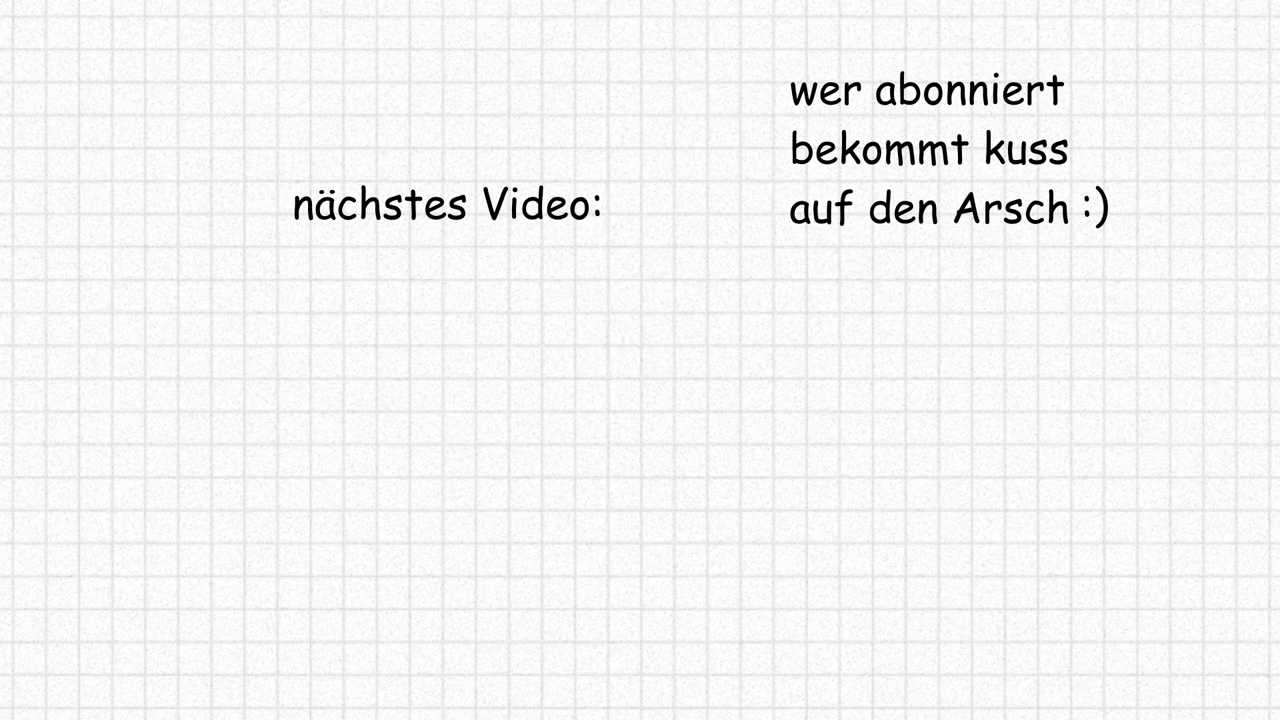 nächstes Video:
wer abonniert
bekommt kuss
auf den Arsch :)